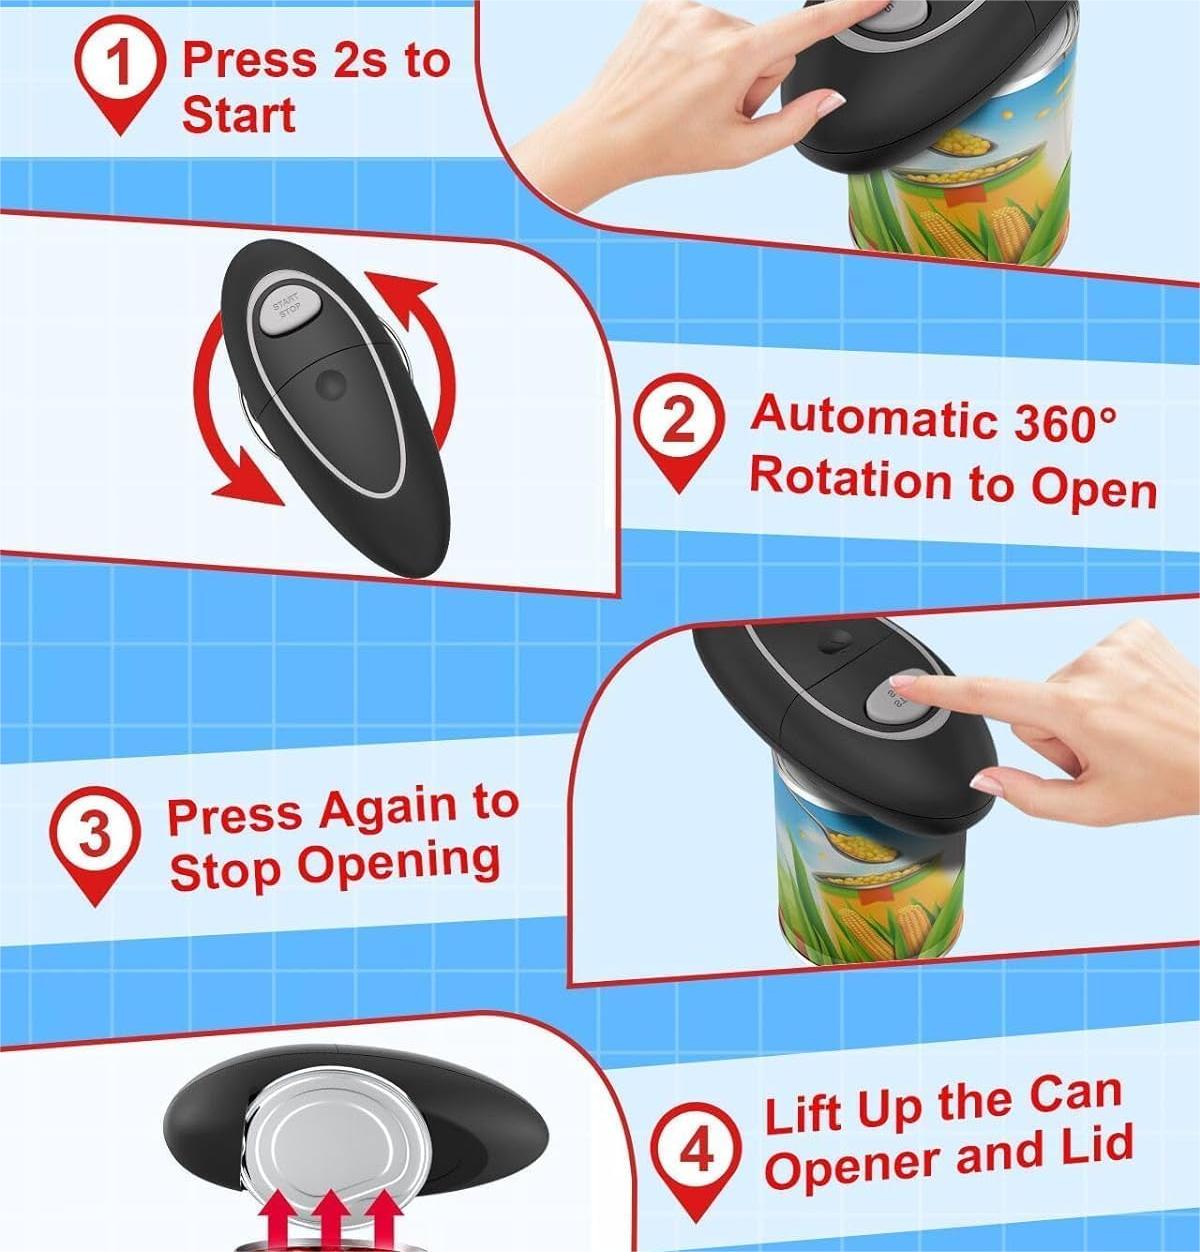 1
Press 2s to
Start
START
STOP
2
Automatic 360°
Rotation to Open
3
Press Again to
Stop Opening
4
Lift Up the Can
Opener and Lid